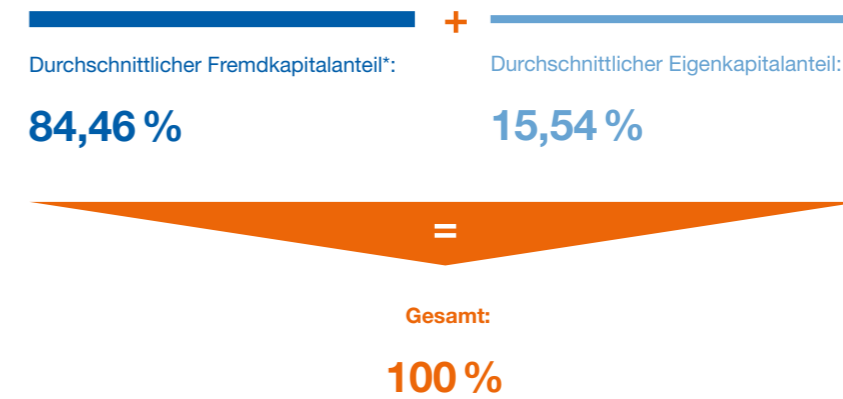 +
Durchschnittlicher Fremdkapitalanteil*:
Durchschnittlicher Eigenkapitalanteil:
84,46 %
15,54 %
=
Gesamt:
100 %